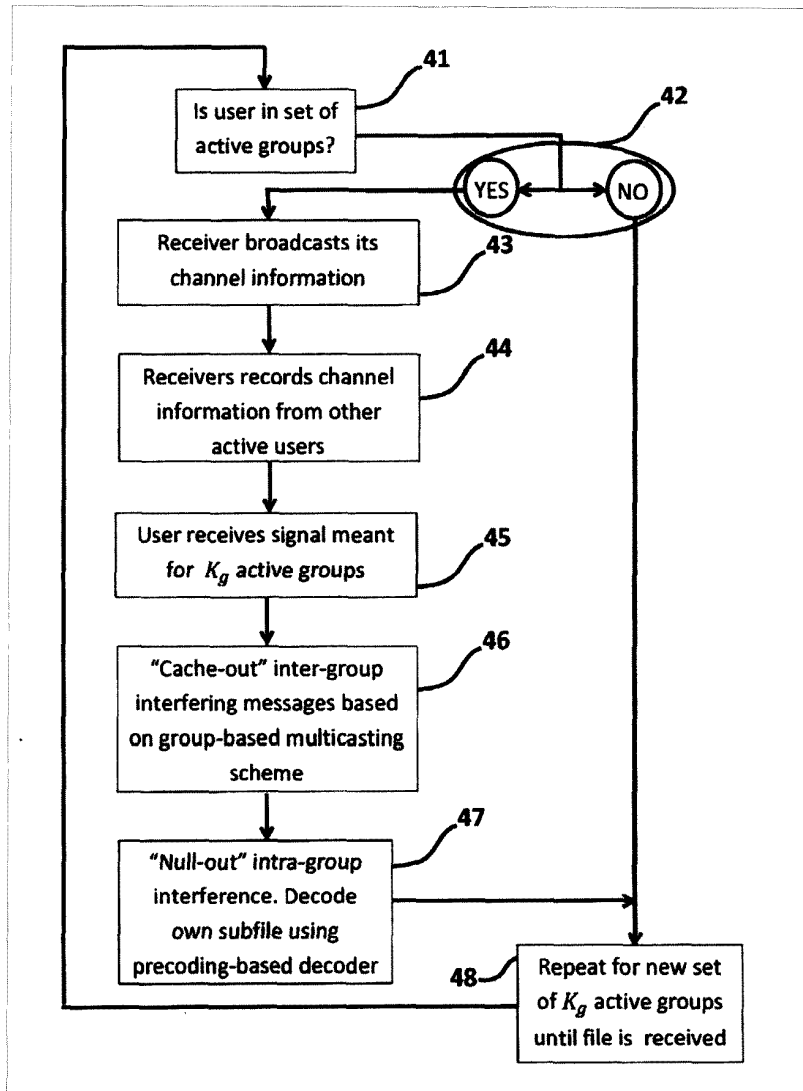 41
Is user in set of
active groups?
42
YES
NO
Receiver broadcasts its
channel information
43
44
Receivers records channel
information from other
active users
User receives signal meant
for K_g active groups
45
46
"Cache-out" inter-group
interfering messages based
on group-based multicasting
scheme
47
"Null-out" intra-group
interference. Decode
own subfile using
precoding-based decoder
48
Repeat for new set
of K_g active groups
until file is received